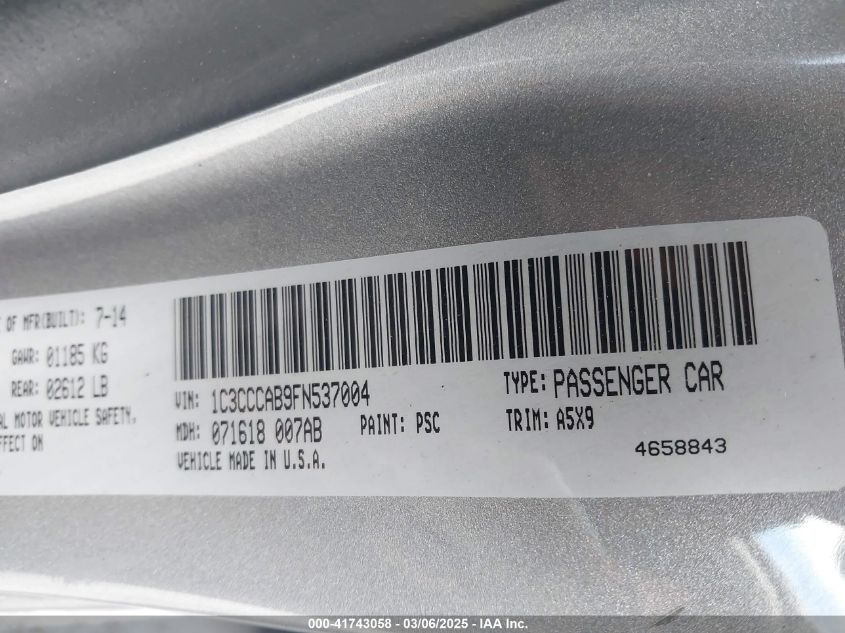 E OF MFR(BUILT): 7-14
GAWR: 01185 KG
REAR: 02612 LB
AL MOTOR VEHICLE SAFETY,
EFFECT ON
VIN: 1C3CCCAB9FN537004
TYPE: PASSENGER CAR
MDH: 071618 007AB
PAINT: PSC
TRIM: A5X9
VEHICLE MADE IN U.S.A.
4658843
000-41743058 - 03/06/2025 - IAA Inc.